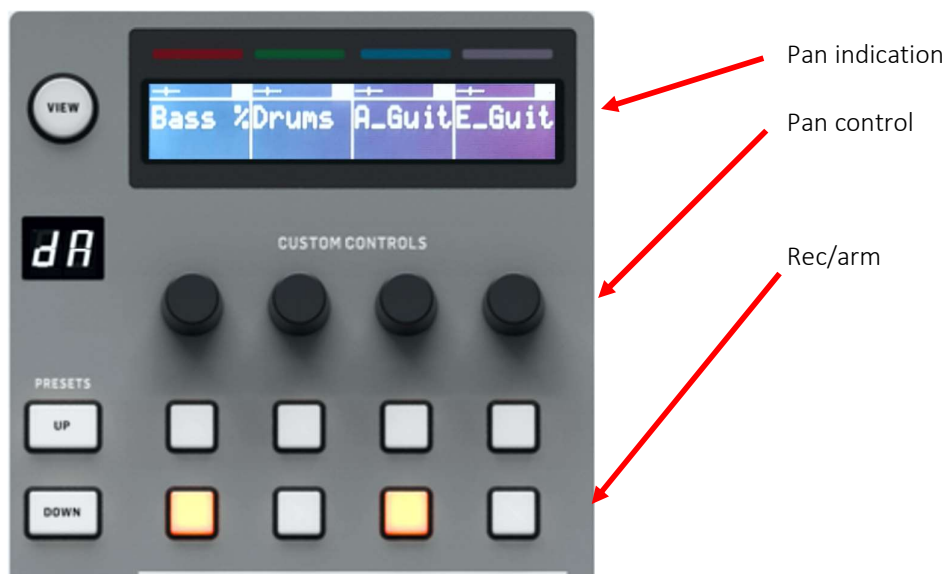 Pan indication
VIEW
Bass % Drums A_Guit E_Guit
Pan control
dA
CUSTOM CONTROLS
Rec/arm
PRESETS
UP
DOWN